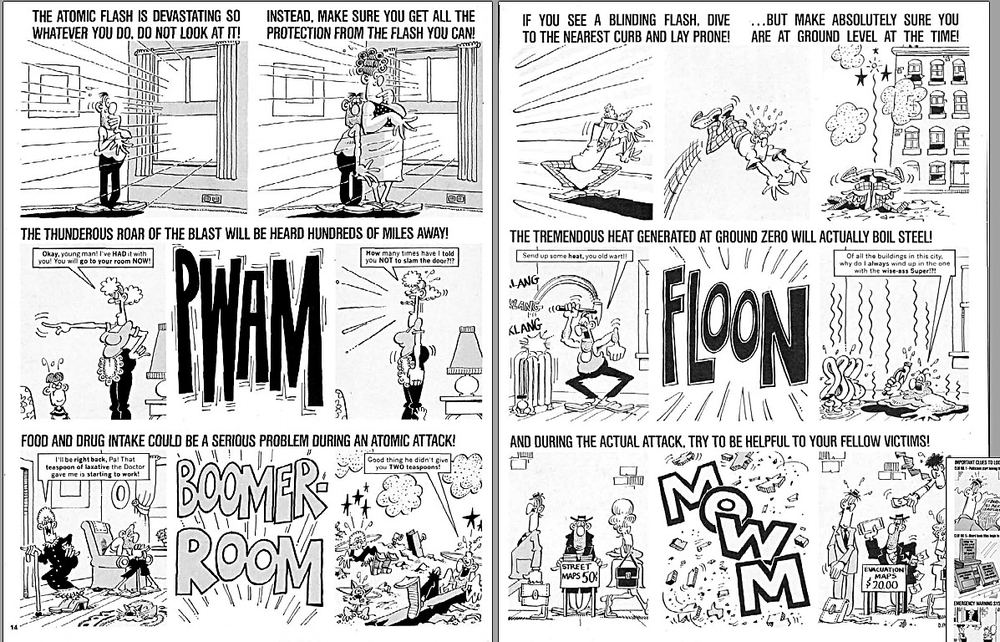 THE ATOMIC FLASH IS DEVASTATING SO
WHATEVER YOU DO, DO NOT LOOK AT IT!
INSTEAD, MAKE SURE YOU GET ALL THE
PROTECTION FROM THE FLASH YOU CAN!
THE THUNDEROUS ROAR OF THE BLAST WILL BE HEARD HUNDREDS OF MILES AWAY!
Okay, young man! I've HAD it with
you! You will go to your room NOW!
PWAM
How many times have I told
you NOT to slam the door?!?
FOOD AND DRUG INTAKE COULD BE A SERIOUS PROBLEM DURING AN ATOMIC ATTACK!
I'll be right back, Pa! That
teaspoon of laxative the Doctor
gave me is starting to work!
BOOMER-
ROOM
Good thing he didn't give
you TWO teaspoons!
14
IF YOU SEE A BLINDING FLASH, DIVE
TO THE NEAREST CURB AND LAY PRONE!
...BUT MAKE ABSOLUTELY SURE YOU
ARE AT GROUND LEVEL AT THE TIME!
THE TREMENDOUS HEAT GENERATED AT GROUND ZERO WILL ACTUALLY BOIL STEEL!
Send up some heat, you old wart!!
KLANG
KLANG
KLANG
FLOON
Of all the buildings in this city,
why do I always wind up in the one
with the wise-ass Super!?!
AND DURING THE ACTUAL ATTACK, TRY TO BE HELPFUL TO YOUR FELLOW VICTIMS!
STREET
MAPS 50¢
MOWM
EVACUATION
MAPS
$20.00
IMPORTANT CLUES TO
EMERGENCY WARNING